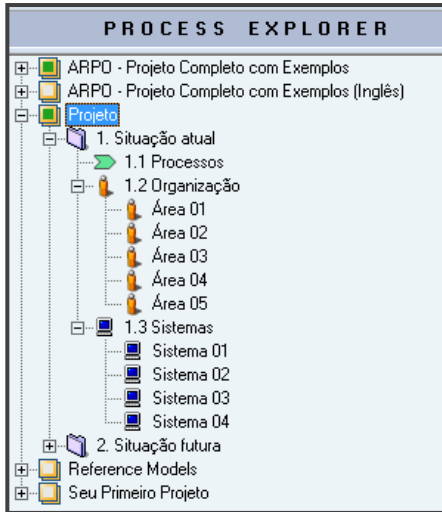 PROCESS EXPLORER
ARPO - Projeto Completo com Exemplos
ARPO - Projeto Completo com Exemplos (Inglês)
Projeto
1. Situação atual
1.1 Processos
1.2 Organização
Área 01
Área 02
Área 03
Área 04
Área 05
1.3 Sistemas
Sistema 01
Sistema 02
Sistema 03
Sistema 04
2. Situação futura
Reference Models
Seu Primeiro Projeto